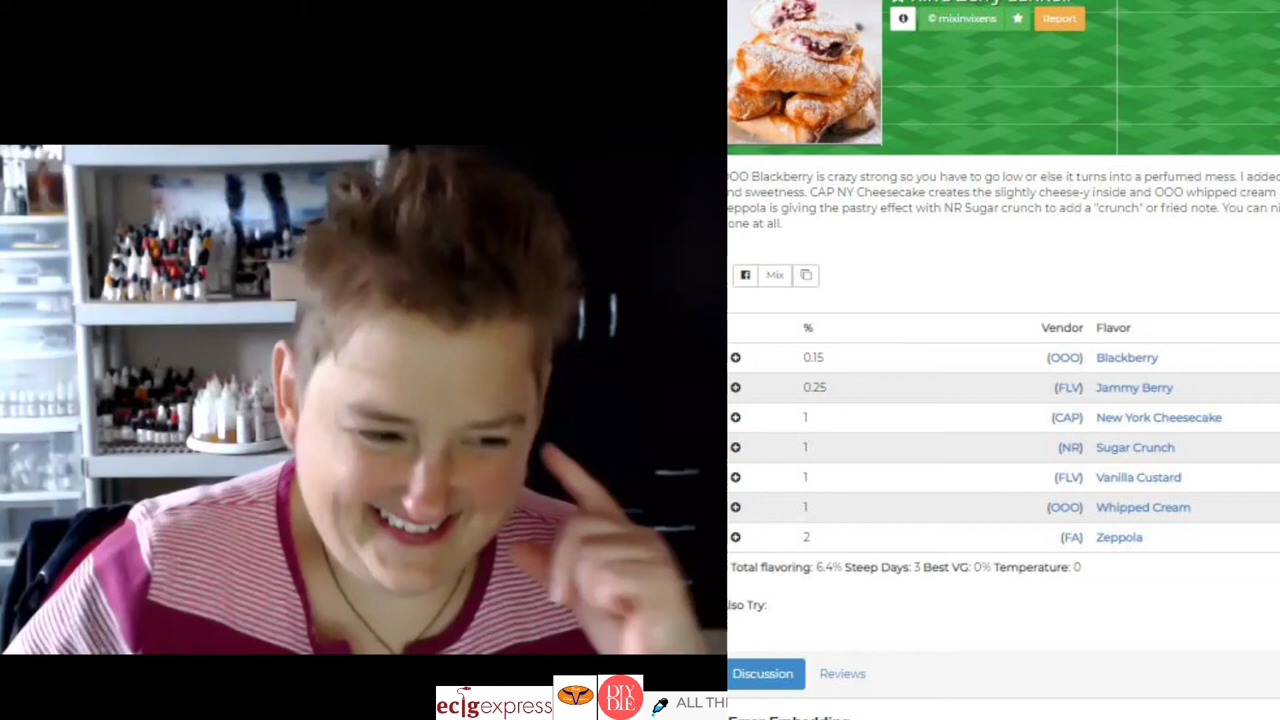 © mixinvixens
Report
OOO Blackberry is crazy strong so you have to go low or else it turns into a perfumed mess. I added
nd sweetness. CAP NY Cheesecake creates the slightly cheese-y inside and OOO whipped cream
eppola is giving the pastry effect with NR Sugar crunch to add a "crunch" or fried note. You can ni
one at all.
Mix
% Vendor Flavor
0.15 (OOO) Blackberry
0.25 (FLV) Jammy Berry
1 (CAP) New York Cheesecake
1 (NR) Sugar Crunch
1 (FLV) Vanilla Custard
1 (OOO) Whipped Cream
2 (FA) Zeppola
Total flavoring: 6.4% Steep Days: 3 Best VG: 0% Temperature: 0
lso Try:
Discussion Reviews
ecigexpress
DIY
DIE
ALL TH